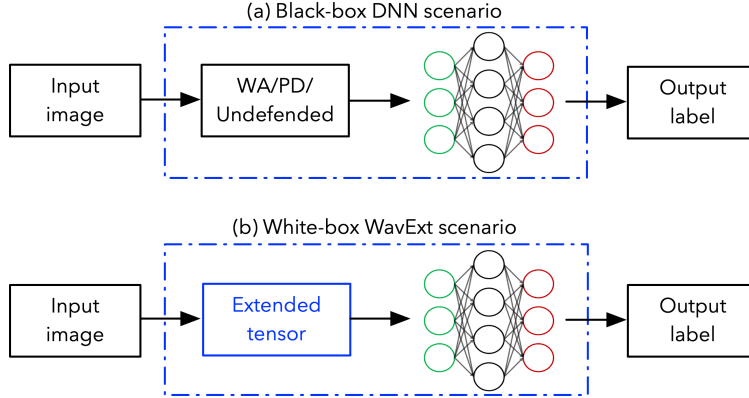 (a) Black-box DNN scenario
Input
image
WA/PD/
Undefended
Output
label
(b) White-box WavExt scenario
Input
image
Extended
tensor
Output
label